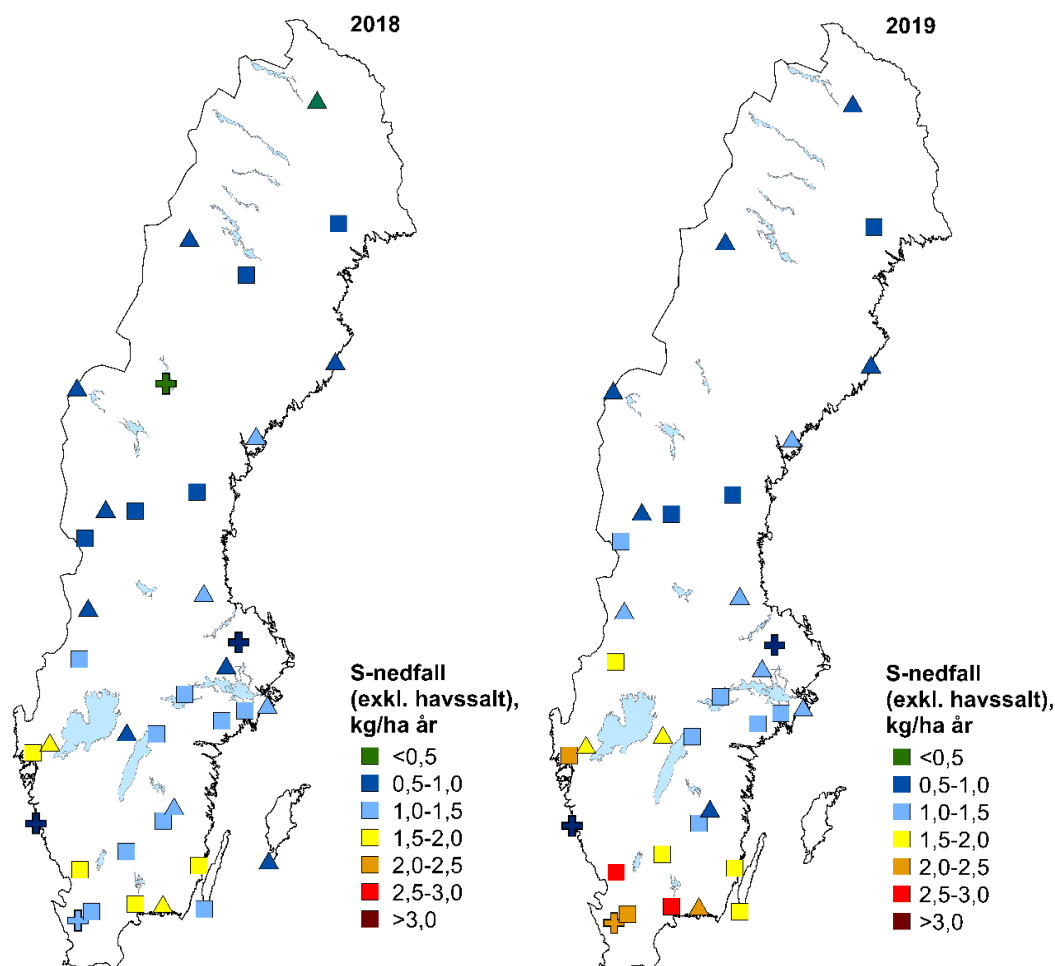 2018
2019
S-nedfall
(exkl. havssalt),
kg/ha år
<0,5
0,5-1,0
1,0-1,5
1,5-2,0
2,0-2,5
2,5-3,0
>3,0
S-nedfall
(exkl. havssalt),
kg/ha år
<0,5
0,5-1,0
1,0-1,5
1,5-2,0
2,0-2,5
2,5-3,0
>3,0